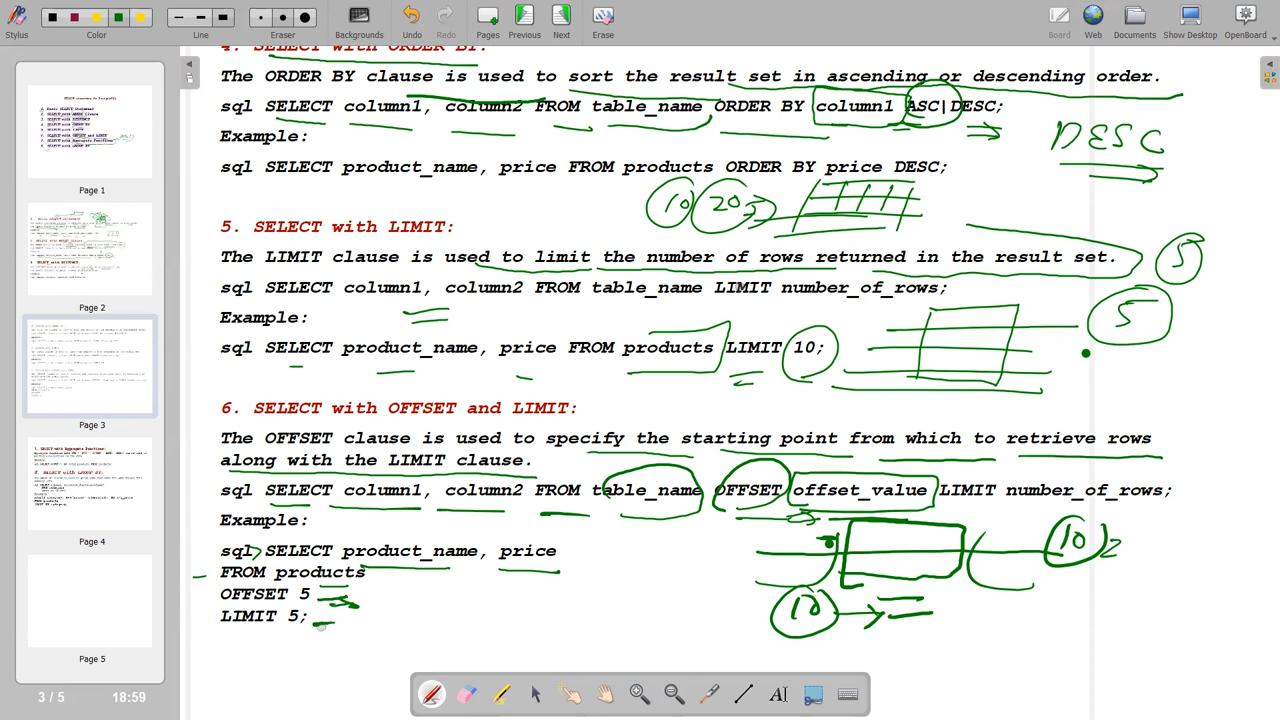 Stylus
Color
Line
Eraser
Backgrounds
Undo
Redo
Pages
Previous
Next
Erase
Board
Web
Documents
Show Desktop
OpenBoard
4. SELECT with ORDER BY:
The ORDER BY clause is used to sort the result set in ascending or descending order.
sql SELECT column1, column2 FROM table_name ORDER BY column1 ASC|DESC;
DESC
Example:
sql SELECT product_name, price FROM products ORDER BY price DESC;
10 20
5. SELECT with LIMIT:
The LIMIT clause is used to limit the number of rows returned in the result set.
5
sql SELECT column1, column2 FROM table_name LIMIT number_of_rows;
5
Example:
sql SELECT product_name, price FROM products LIMIT 10;
6. SELECT with OFFSET and LIMIT:
The OFFSET clause is used to specify the starting point from which to retrieve rows
along with the LIMIT clause.
sql SELECT column1, column2 FROM table_name OFFSET offset_value LIMIT number_of_rows;
Example:
10 2
sql SELECT product_name, price
FROM products
OFFSET 5
10
LIMIT 5;
Page 1
Page 2
Page 3
Page 4
Page 5
3 / 5
18:59